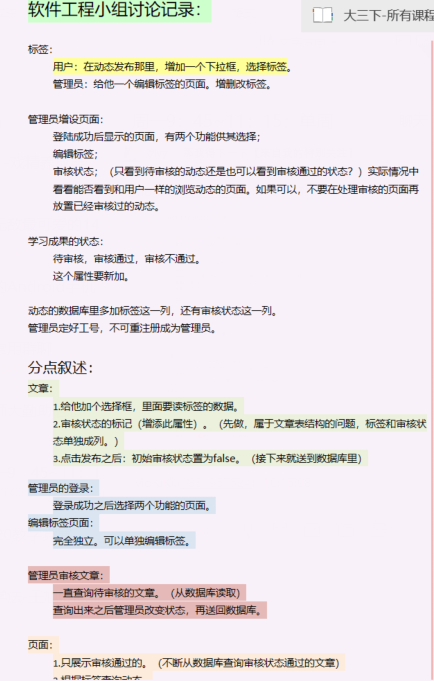 软件工程小组讨论记录：
大三下-所有课程
标签：
用户：在动态发布那里，增加一个下拉框，选择标签。
管理员：给他一个编辑标签的页面。增删改标签。
管理员增设页面：
登陆成功后显示的页面，有两个功能供其选择；
编辑标签；
审核状态；（只看到待审核的动态还是也可以看到审核通过的状态？）实际情况中
看看能否看到和用户一样的浏览动态的页面。如果可以，不要在处理审核的页面再
放置已经审核过的动态。
学习成果的状态：
待审核，审核通过，审核不通过。
这个属性要新加。
动态的数据库里多加标签这一列，还有审核状态这一列。
管理员定好工号，不可重注册成为管理员。
分点叙述：
文章：
1.给他加个选择框，里面要读标签的数据。
2.审核状态的标记（增添此属性）。（先做，属于文章表结构的问题，标签和审核状
态单独成列。）
3.点击发布之后：初始审核状态置为false。（接下来就送到数据库里）
管理员的登录：
登录成功之后选择两个功能的页面。
编辑标签页面：
完全独立。可以单独编辑标签。
管理员审核文章：
一直查询待审核的文章。（从数据库读取）
查询出来之后管理员改变状态，再送回数据库。
页面：
1.只展示审核通过的。（不断从数据库查询审核状态通过的文章）
2.根据标签查询动态